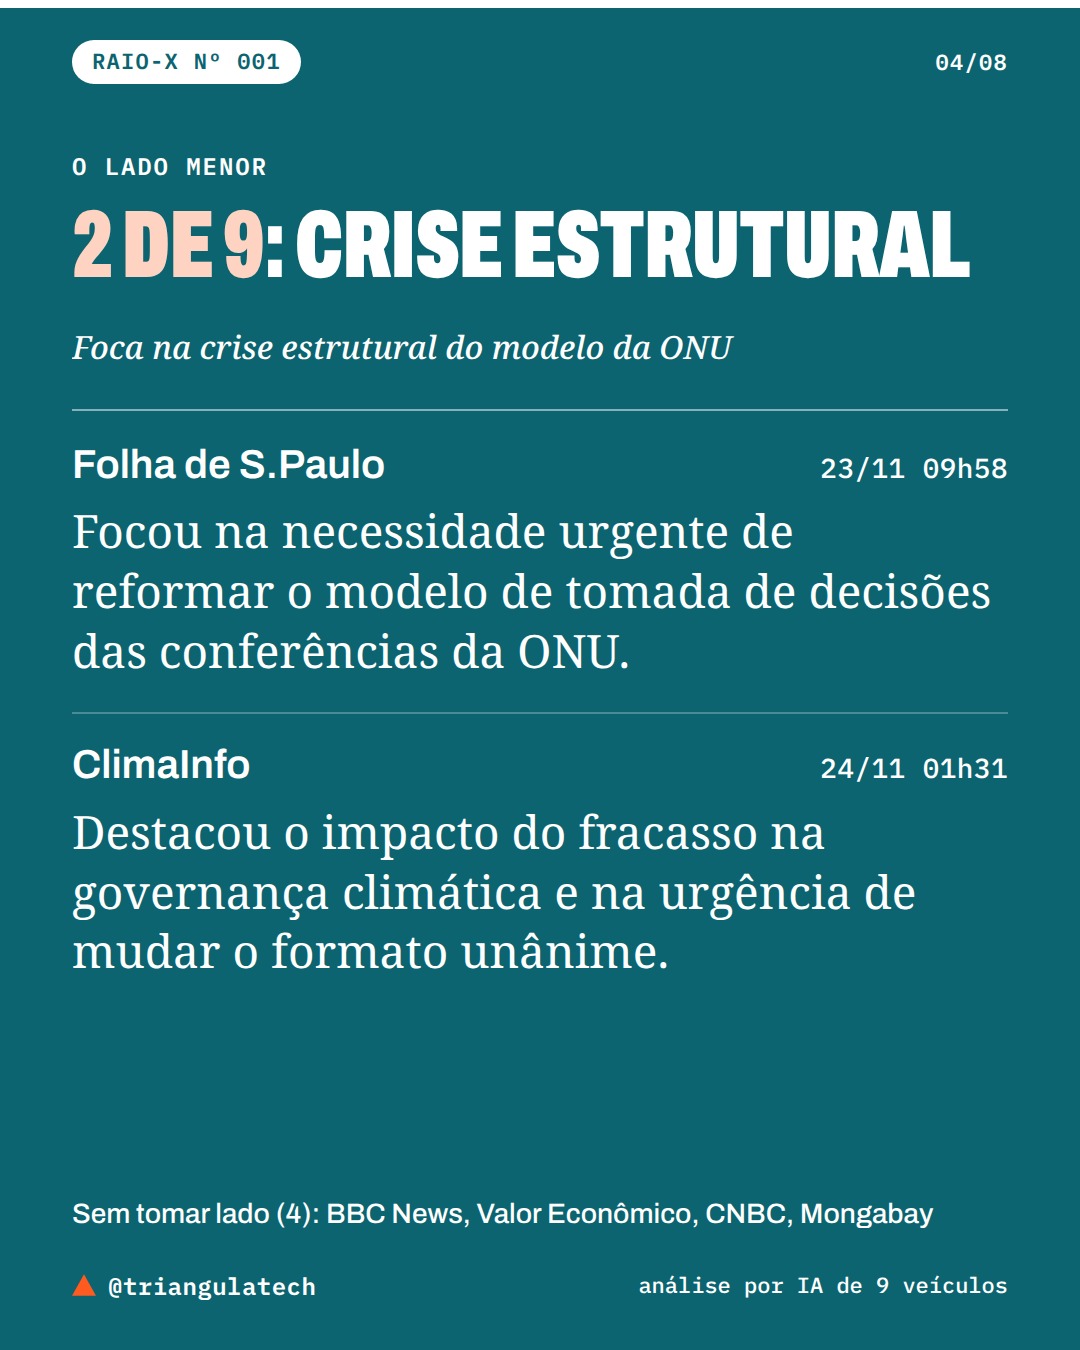 RAIO-X Nº 001
04/08
O LADO MENOR
2 DE 9: CRISE ESTRUTURAL
Foca na crise estrutural do modelo da ONU
Folha de S.Paulo
23/11 09h58
Focou na necessidade urgente de
reformar o modelo de tomada de decisões
das conferências da ONU.
ClimaInfo
24/11 01h31
Destacou o impacto do fracasso na
governança climática e na urgência de
mudar o formato unânime.
Sem tomar lado (4): BBC News, Valor Econômico, CNBC, Mongabay
@triangulatech
análise por IA de 9 veículos